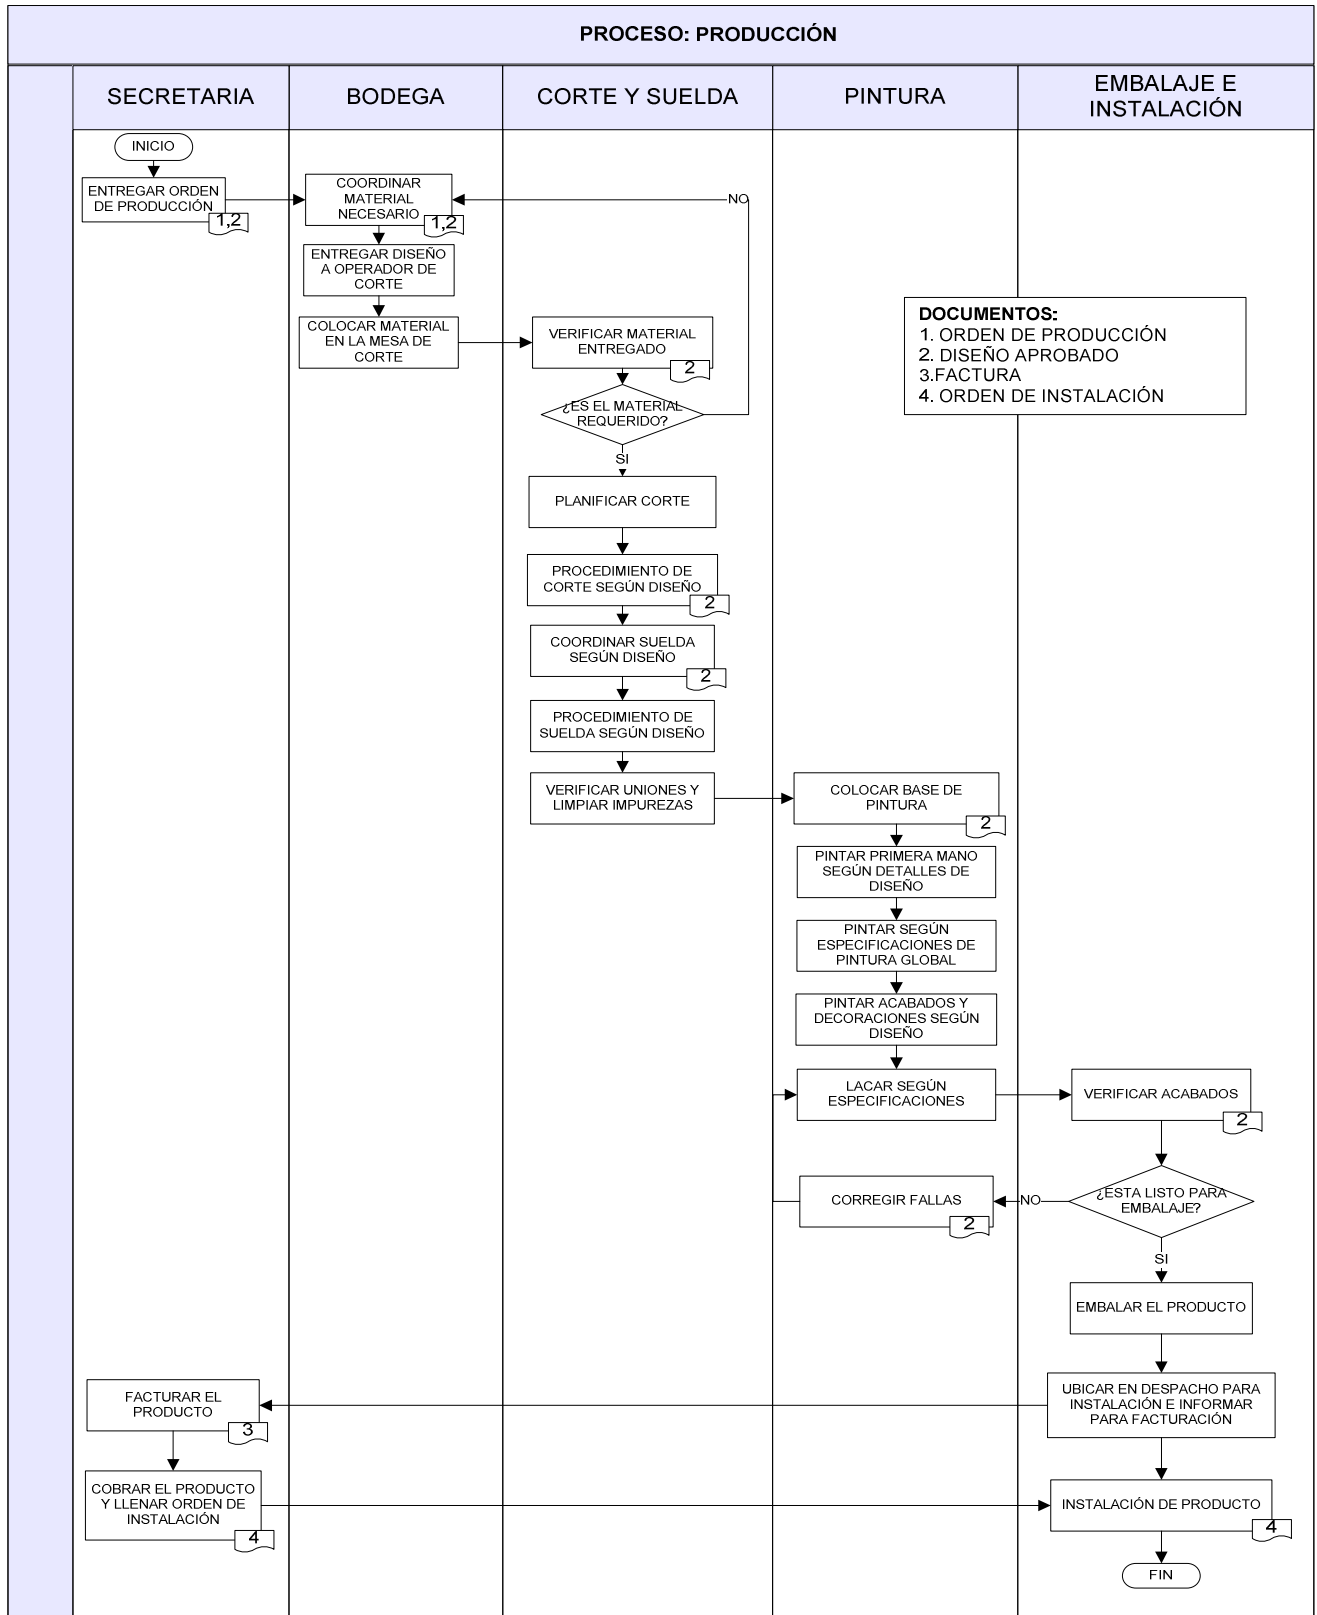 PROCESO: PRODUCCIÓN
SECRETARIA
BODEGA
CORTE Y SUELDA
PINTURA
EMBALAJE E
INSTALACIÓN
INICIO
ENTREGAR ORDEN
DE PRODUCCIÓN
1,2
COORDINAR
MATERIAL
NECESARIO
1,2
NO
ENTREGAR DISEÑO
A OPERADOR DE
CORTE
COLOCAR MATERIAL
EN LA MESA DE
CORTE
VERIFICAR MATERIAL
ENTREGADO
2
DOCUMENTOS:
1. ORDEN DE PRODUCCIÓN
2. DISEÑO APROBADO
3.FACTURA
4. ORDEN DE INSTALACIÓN
¿ES EL MATERIAL
REQUERIDO?
SI
PLANIFICAR CORTE
PROCEDIMIENTO DE
CORTE SEGÚN DISEÑO
2
COORDINAR SUELDA
SEGÚN DISEÑO
2
PROCEDIMIENTO DE
SUELDA SEGÚN DISEÑO
VERIFICAR UNIONES Y
LIMPIAR IMPUREZAS
COLOCAR BASE DE
PINTURA
2
PINTAR PRIMERA MANO
SEGÚN DETALLES DE
DISEÑO
PINTAR SEGÚN
ESPECIFICACIONES DE
PINTURA GLOBAL
PINTAR ACABADOS Y
DECORACIONES SEGÚN
DISEÑO
LACAR SEGÚN
ESPECIFICACIONES
VERIFICAR ACABADOS
2
CORREGIR FALLAS
2
NO
¿ESTA LISTO PARA
EMBALAJE?
SI
EMBALAR EL PRODUCTO
UBICAR EN DESPACHO PARA
INSTALACIÓN E INFORMAR
PARA FACTURACIÓN
FACTURAR EL
PRODUCTO
3
COBRAR EL PRODUCTO
Y LLENAR ORDEN DE
INSTALACIÓN
4
INSTALACIÓN DE PRODUCTO
4
FIN